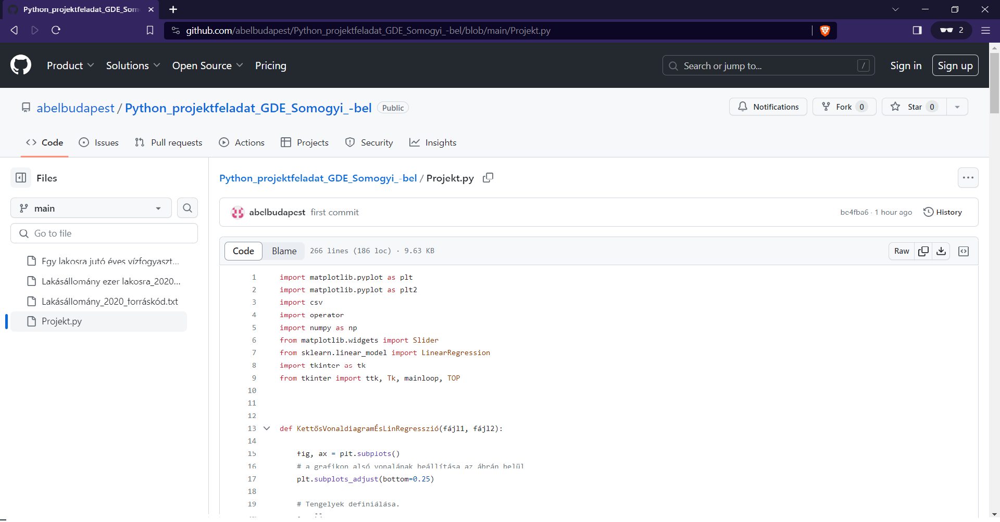 Python_projektfeladat_GDE_Som
github.com/abelbudapest/Python_projektfeladat_GDE_Somogyi_-bel/blob/main/Projekt.py
2
Product
Solutions
Open Source
Pricing
Search or jump to...
/
Sign in
Sign up
abelbudapest / Python_projektfeladat_GDE_Somogyi_-bel
Public
Notifications
Fork 0
Star 0
Code
Issues
Pull requests
Actions
Projects
Security
Insights
Files
main
Go to file
Egy lakosra jutó éves vízfogyaszt...
Lakásállomány ezer lakosra_2020...
Lakásállomány_2020_forráskód.txt
Projekt.py
Python_projektfeladat_GDE_Somogyi_-bel / Projekt.py
abelbudapest first commit
bc4fba6 · 1 hour ago
History
Code
Blame
266 lines (186 loc) · 9.63 KB
Raw
1 import matplotlib.pyplot as plt
2 import matplotlib.pyplot as plt2
3 import csv
4 import operator
5 import numpy as np
6 from matplotlib.widgets import Slider
7 from sklearn.linear_model import LinearRegression
8 import tkinter as tk
9 from tkinter import ttk, Tk, mainloop, TOP
10
11
12
13 def KettősVonaldiagramÉsLinRegresszió(fájl1, fájl2):
14
15 fig, ax = plt.subplots()
16 # a grafikon alsó vonalának beállítása az ábrán belül
17 plt.subplots_adjust(bottom=0.25)
18
19 # Tengelyek definiálása.